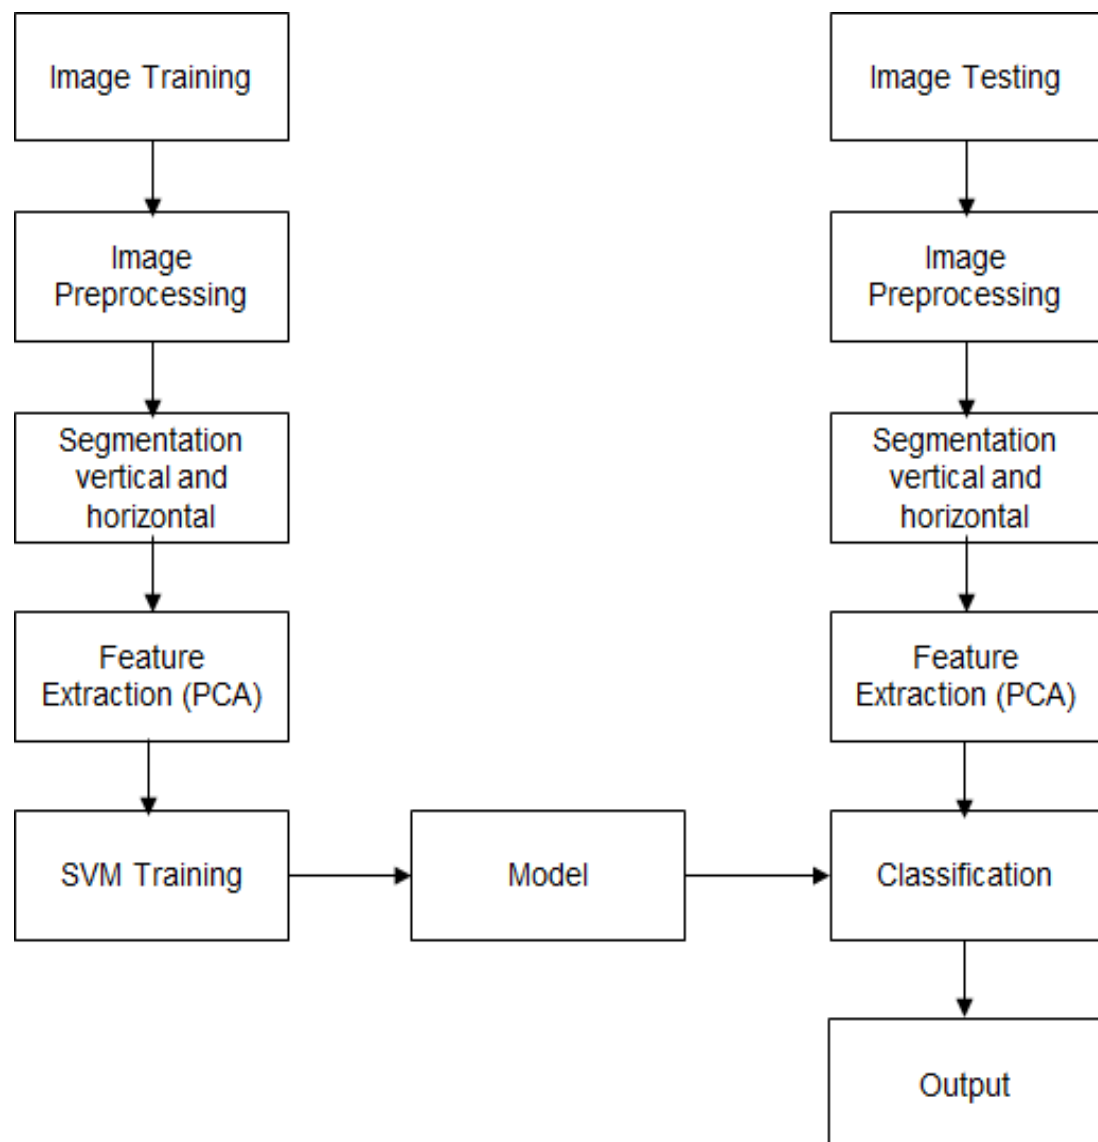 Image Training
Image
Preprocessing
Segmentation
vertical and
horizontal
Feature
Extraction (PCA)
SVM Training
Model
Image Testing
Image
Preprocessing
Segmentation
vertical and
horizontal
Feature
Extraction (PCA)
Classification
Output